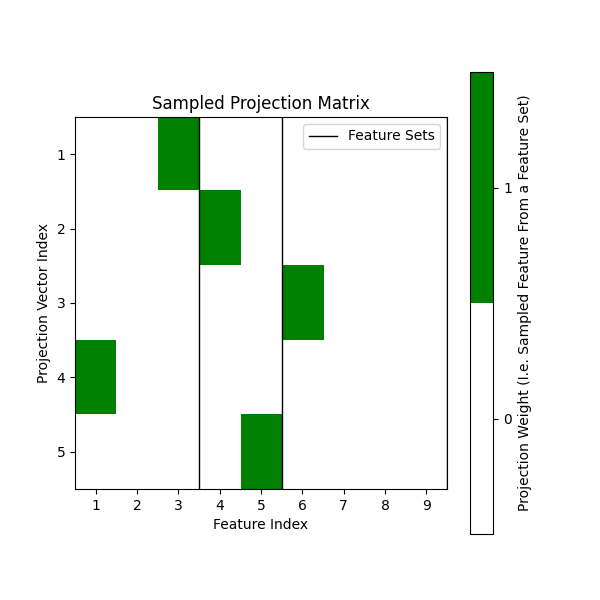 Sampled Projection Matrix
Feature Sets
Projection Vector Index
1
2
3
4
5
1 2 3 4 5 6 7 8 9
Feature Index
1
0
Projection Weight (I.e. Sampled Feature From a Feature Set)